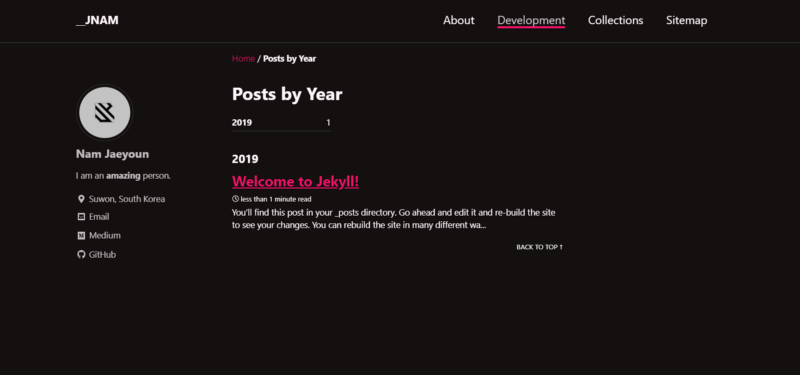 __JNAM
About
Development
Collections
Sitemap
Home / Posts by Year
Nam Jaeyoun
I am an amazing person.
Suwon, South Korea
Email
Medium
GitHub
Posts by Year
2019 1
2019
Welcome to Jekyll!
less than 1 minute read
You'll find this post in your _posts directory. Go ahead and edit it and re-build the site
to see your changes. You can rebuild the site in many different wa...
BACK TO TOP ↑